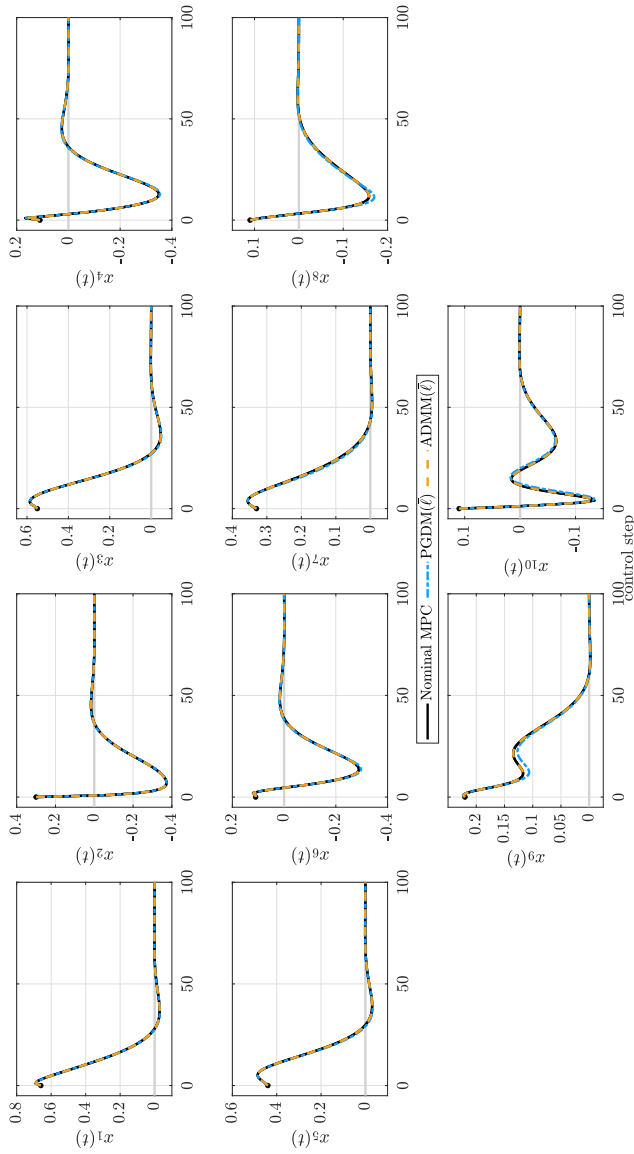 x₁(t)
0.8
0.6
0.4
0.2
0
0 50 100
x₂(t)
0.4
0.2
0
-0.2
-0.4
0 50 100
x₃(t)
0.6
0.4
0.2
0
0 50 100
x₄(t)
0.2
0
-0.2
-0.4
0 50 100
x₅(t)
0.6
0.4
0.2
0
0 50 100
x₆(t)
0.2
0
-0.2
-0.4
0 50 100
x₇(t)
0.4
0.3
0.2
0.1
0
0 50 100
x₈(t)
0.1
0
-0.1
-0.2
0 50 100
Nominal MPC PGDM(ℓ̄) ADMM(ℓ̄)
x₉(t)
0.2
0.15
0.1
0.05
0
0 50 100
x₁₀(t)
0.1
0
-0.1
0 50 100
control step